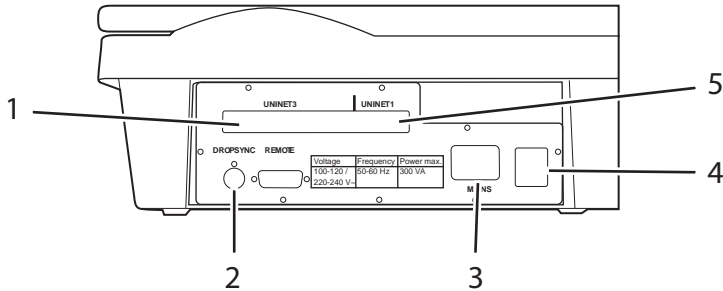 5
UNINET3 UNINET1
1
DROPSYNC REMOTE
Voltage Frequency Power max.
100-120 / 50-60 Hz 300 VA
220-240 V~
4
MAINS
2 3